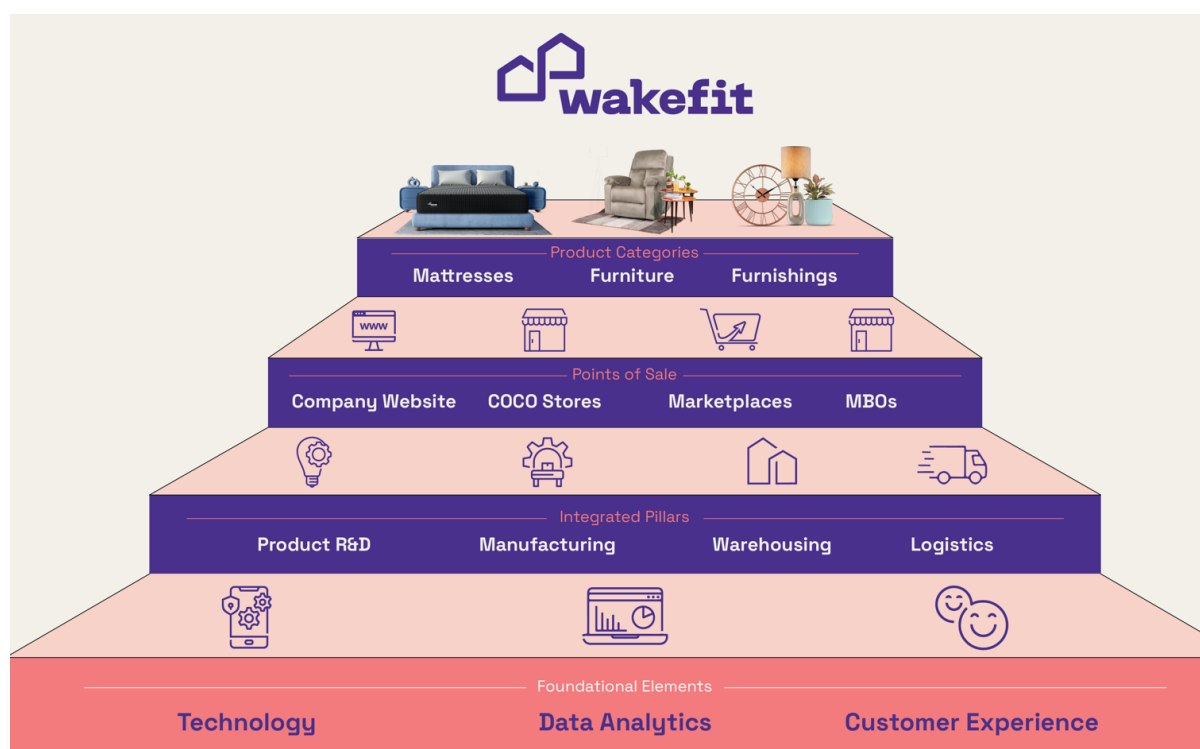 wakefit
Product Categories
Mattresses Furniture Furnishings
www
Points of Sale
Company Website COCO Stores Marketplaces MBOs
Integrated Pillars
Product R&D Manufacturing Warehousing Logistics
Foundational Elements
Technology Data Analytics Customer Experience